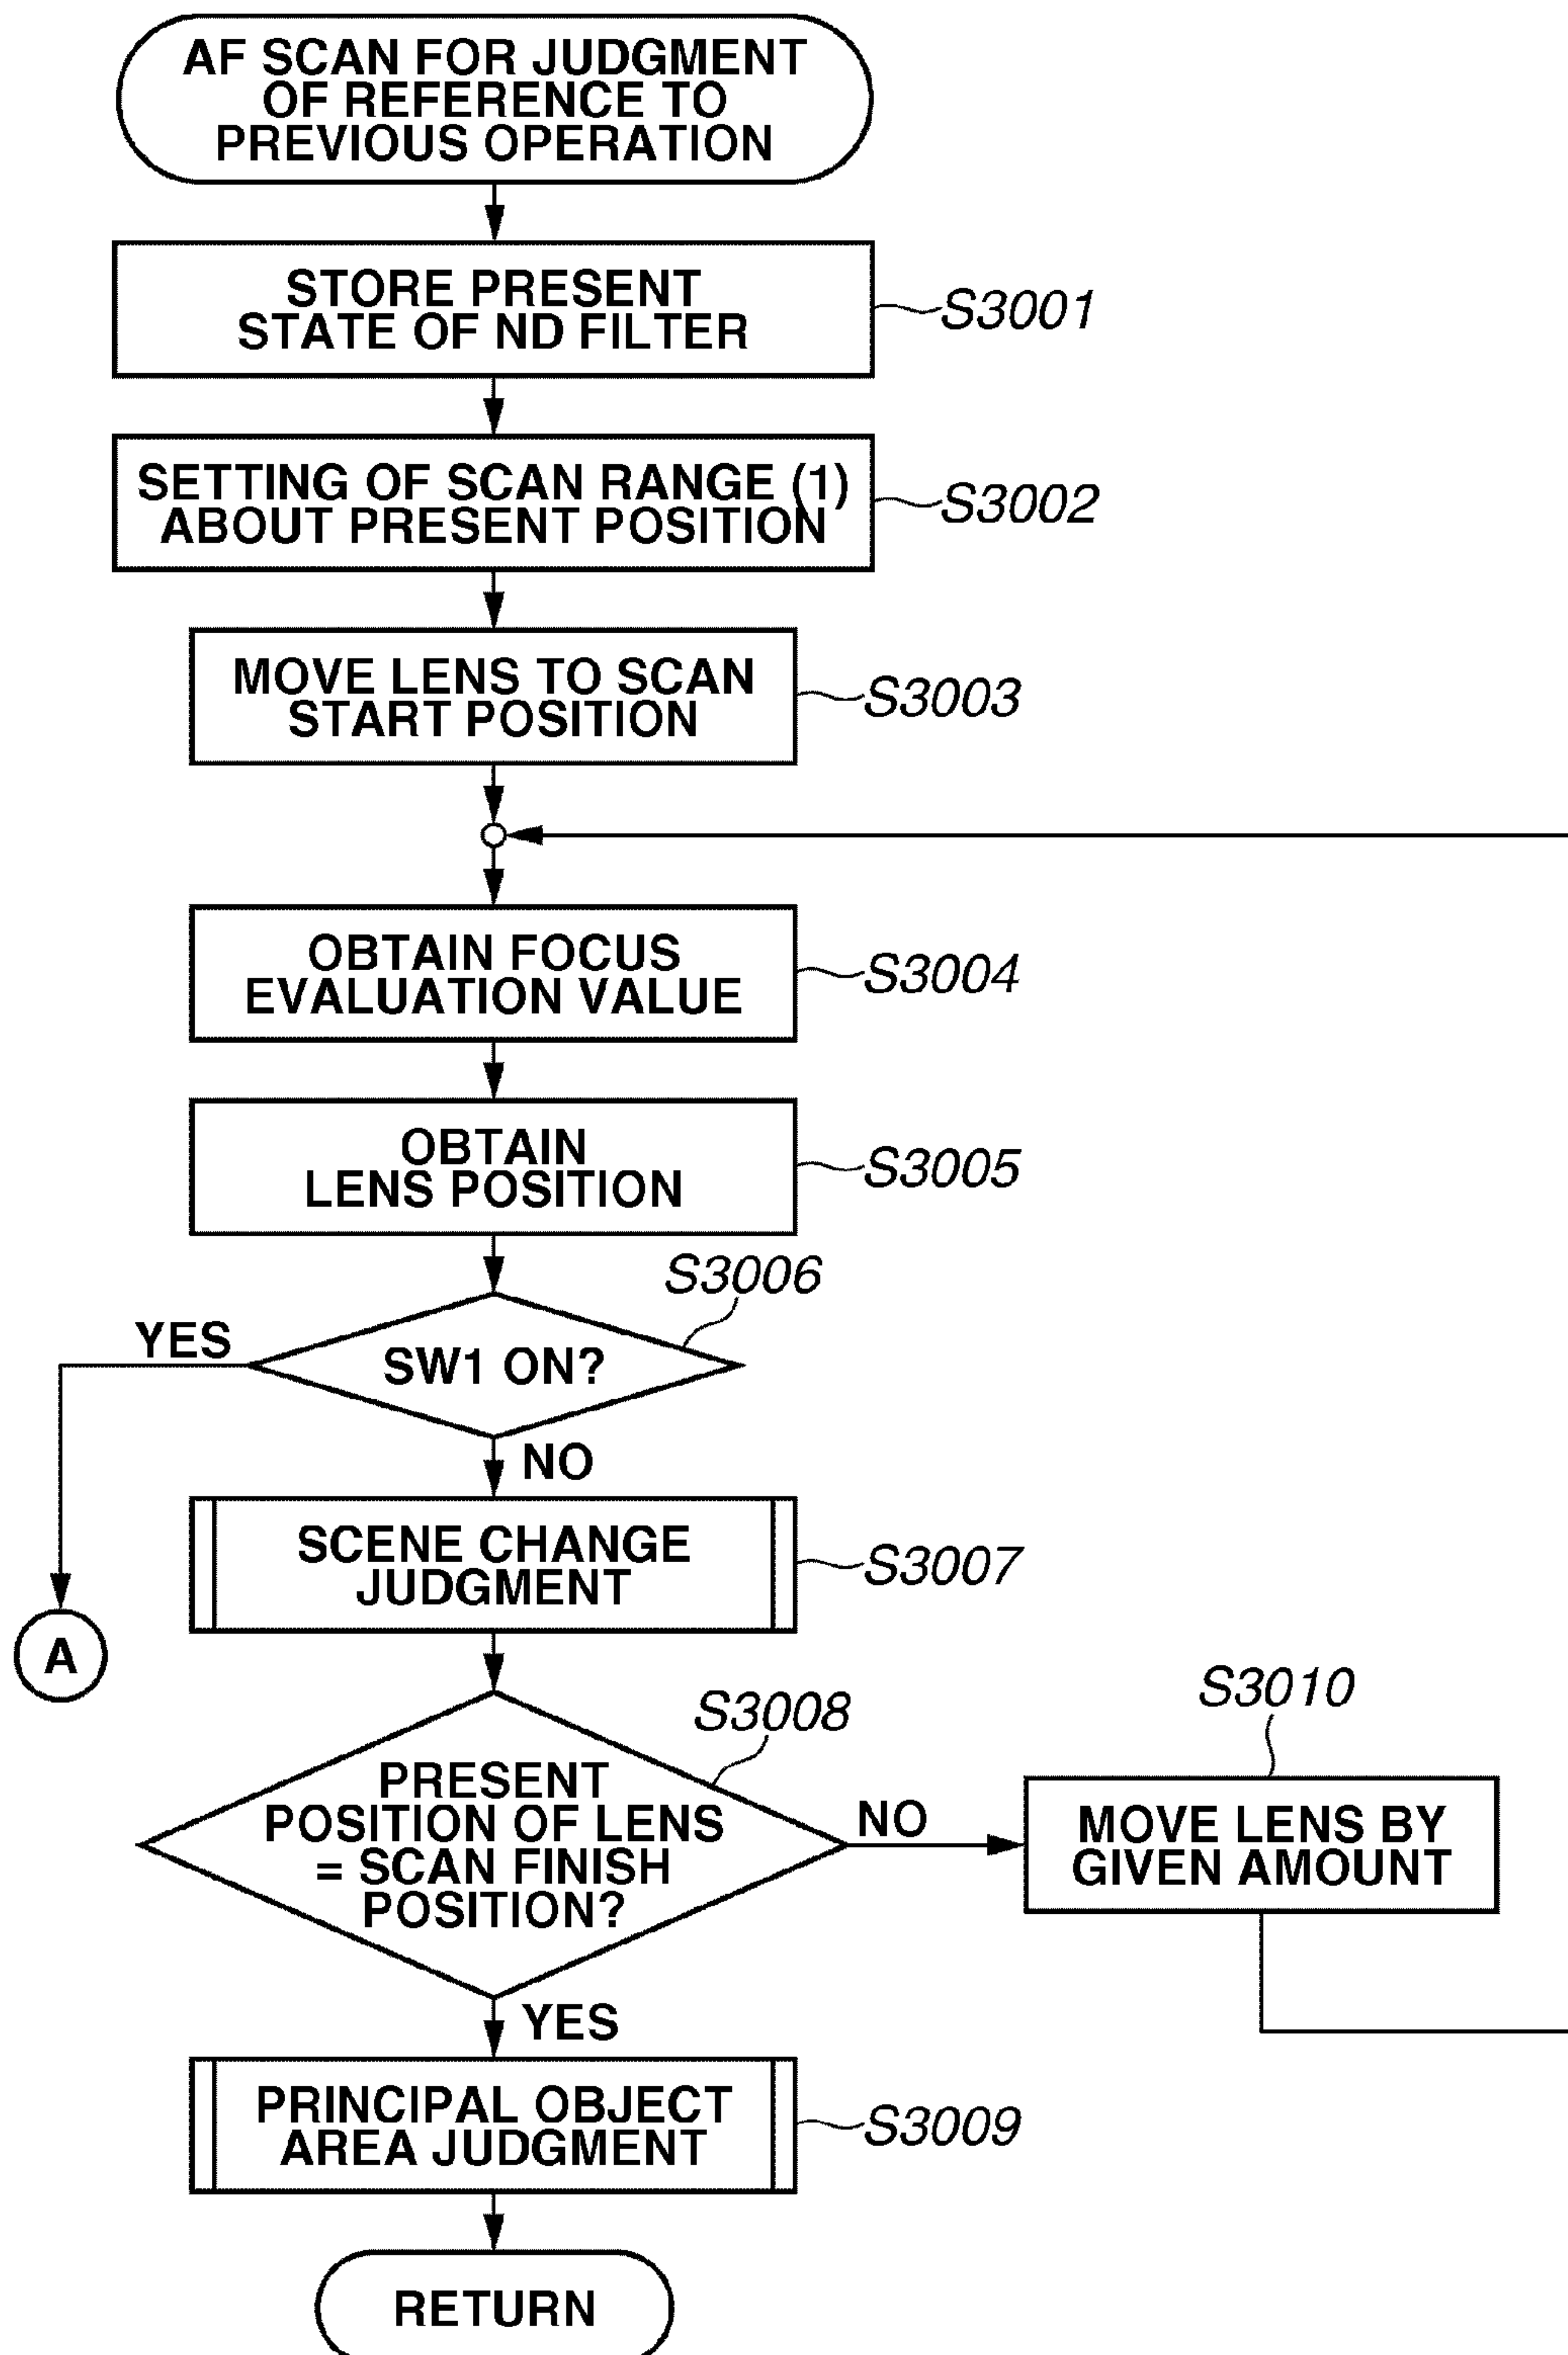 AF SCAN FOR JUDGMENT
OF REFERENCE TO
PREVIOUS OPERATION
STORE PRESENT
STATE OF ND FILTER
S3001
SETTING OF SCAN RANGE (1)
ABOUT PRESENT POSITION
S3002
MOVE LENS TO SCAN
START POSITION
S3003
OBTAIN FOCUS
EVALUATION VALUE
S3004
OBTAIN
LENS POSITION
S3005
S3006
YES
SW1 ON?
NO
SCENE CHANGE
JUDGMENT
S3007
A
S3008
PRESENT
POSITION OF LENS
= SCAN FINISH
POSITION?
NO
S3010
MOVE LENS BY
GIVEN AMOUNT
YES
PRINCIPAL OBJECT
AREA JUDGMENT
S3009
RETURN